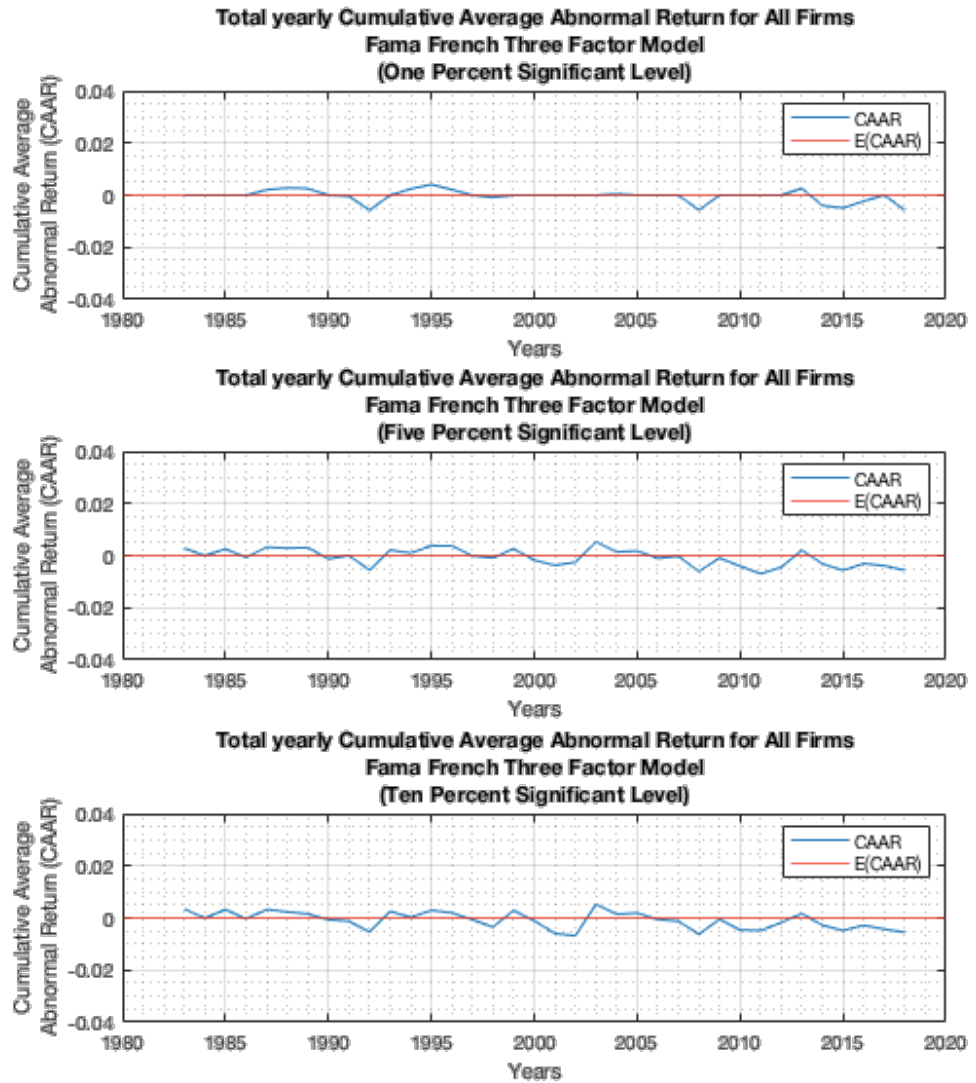 Total yearly Cumulative Average Abnormal Return for All Firms
Fama French Three Factor Model
(One Percent Significant Level)
Cumulative Average
Abnormal Return (CAAR)
0.04
0.02
0
-0.02
-0.04
CAAR
E(CAAR)
1980 1985 1990 1995 2000 2005 2010 2015 2020
Years
Total yearly Cumulative Average Abnormal Return for All Firms
Fama French Three Factor Model
(Five Percent Significant Level)
Cumulative Average
Abnormal Return (CAAR)
0.04
0.02
0
-0.02
-0.04
CAAR
E(CAAR)
1980 1985 1990 1995 2000 2005 2010 2015 2020
Years
Total yearly Cumulative Average Abnormal Return for All Firms
Fama French Three Factor Model
(Ten Percent Significant Level)
Cumulative Average
Abnormal Return (CAAR)
0.04
0.02
0
-0.02
-0.04
CAAR
E(CAAR)
1980 1985 1990 1995 2000 2005 2010 2015 2020
Years